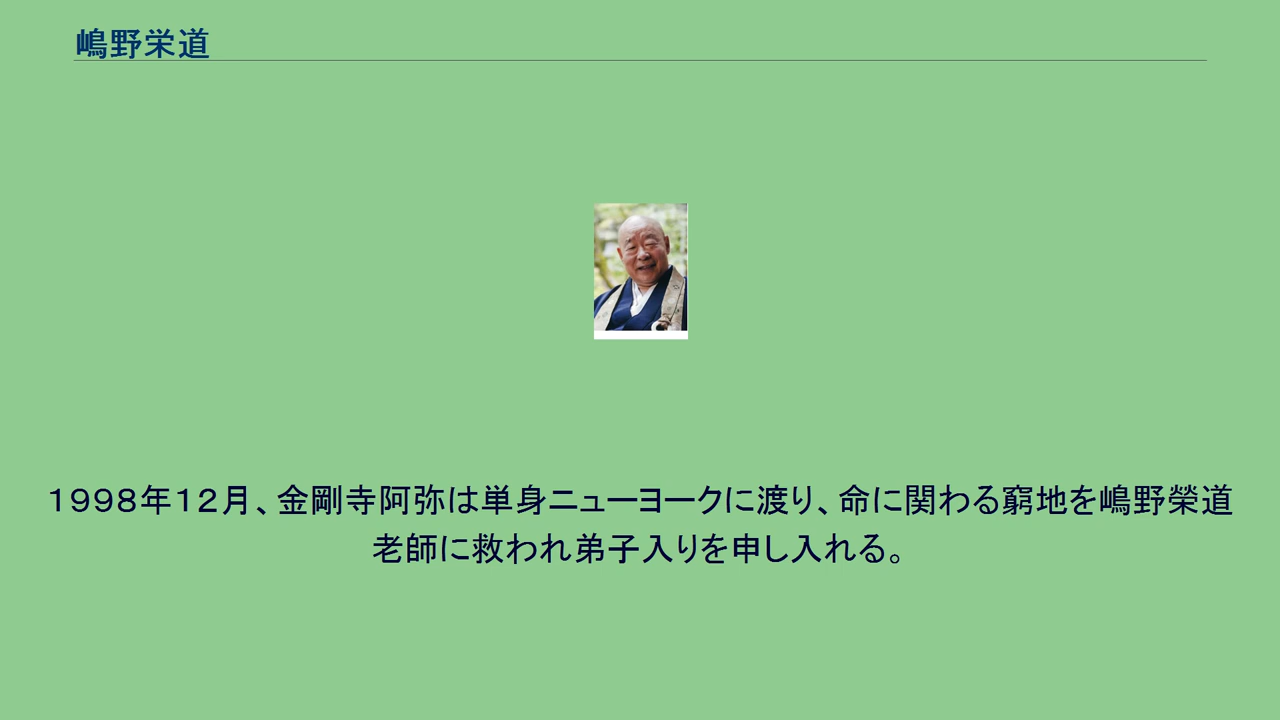 嶋野栄道
１９９８年１２月、金剛寺阿弥は単身ニューヨークに渡り、命に関わる窮地を嶋野榮道
老師に救われ弟子入りを申し入れる。